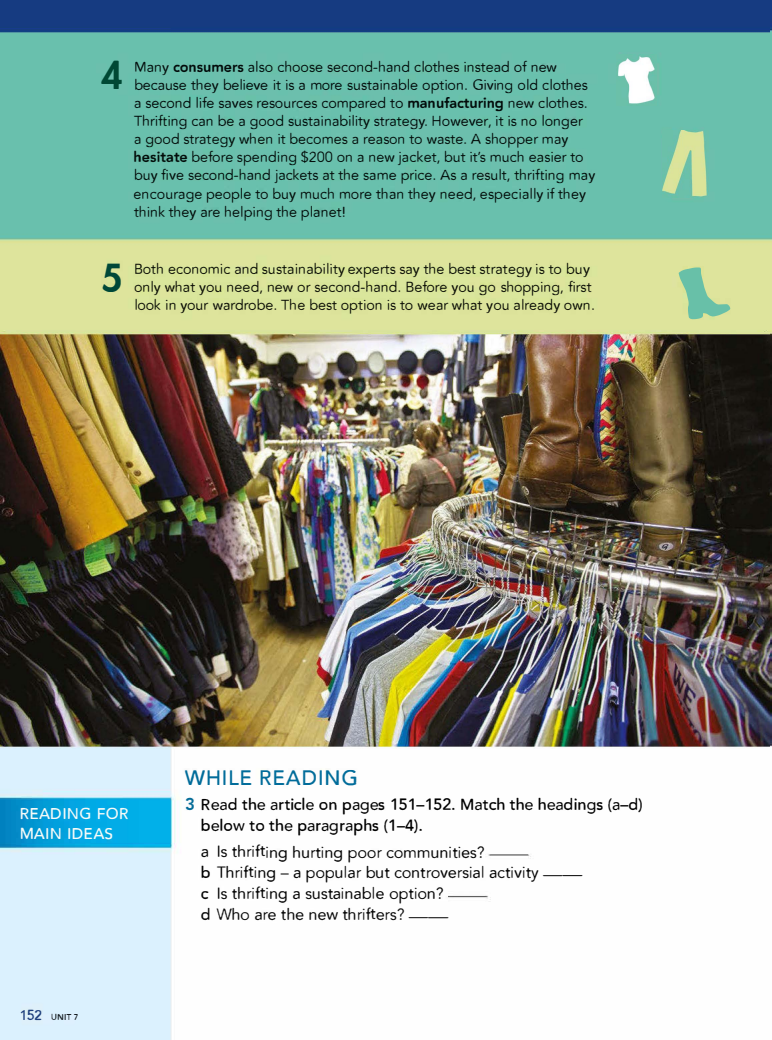 4 Many consumers also choose second-hand clothes instead of new
because they believe it is a more sustainable option. Giving old clothes
a second life saves resources compared to manufacturing new clothes.
Thrifting can be a good sustainability strategy. However, it is no longer
a good strategy when it becomes a reason to waste. A shopper may
hesitate before spending $200 on a new jacket, but it's much easier to
buy five second-hand jackets at the same price. As a result, thrifting may
encourage people to buy much more than they need, especially if they
think they are helping the planet!
5 Both economic and sustainability experts say the best strategy is to buy
only what you need, new or second-hand. Before you go shopping, first
look in your wardrobe. The best option is to wear what you already own.
WE
WHILE READING
READING FOR
MAIN IDEAS
3 Read the article on pages 151–152. Match the headings (a–d)
below to the paragraphs (1–4).
a Is thrifting hurting poor communities? _____
b Thrifting – a popular but controversial activity _____
c Is thrifting a sustainable option? _____
d Who are the new thrifters? _____
152 UNIT 7